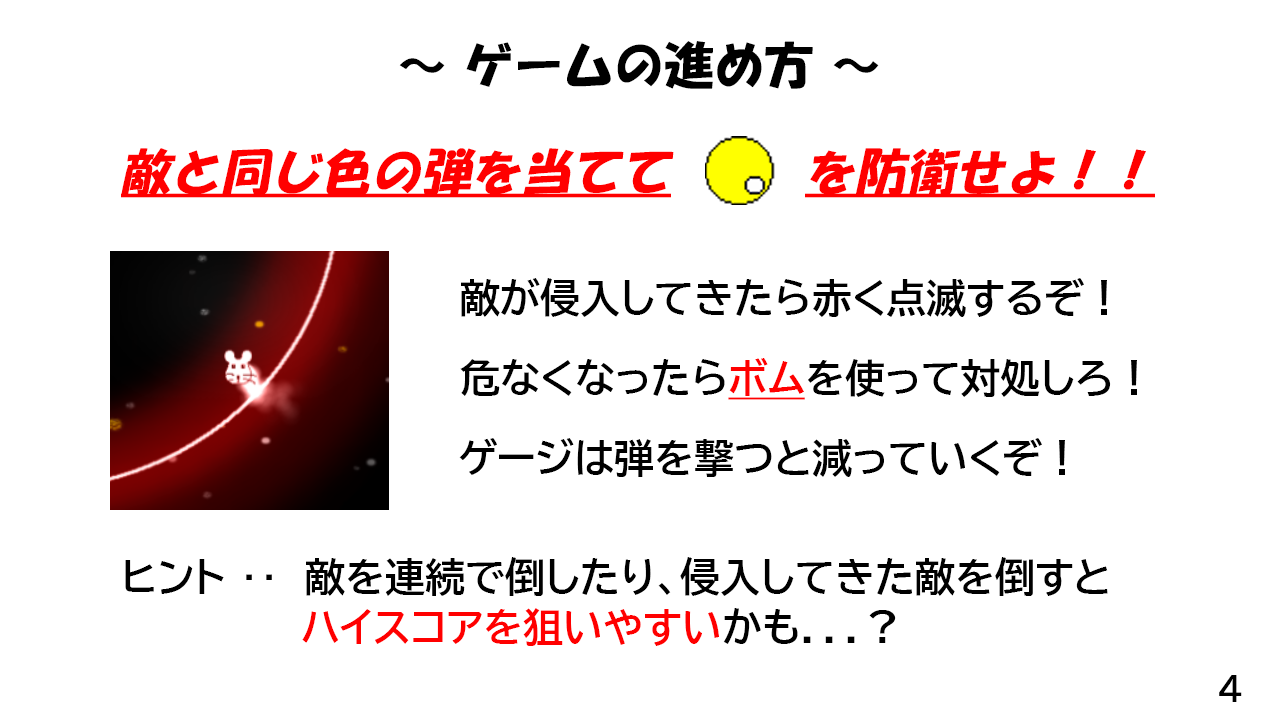 ～ ゲームの進め方 ～
敵と同じ色の弾を当てて を防衛せよ！！
敵が侵入してきたら赤く点滅するぞ！
危なくなったらボムを使って対処しろ！
ゲージは弾を撃つと減っていくぞ！
ヒント ‥ 敵を連続で倒したり、侵入してきた敵を倒すと
ハイスコアを狙いやすいかも...？
4